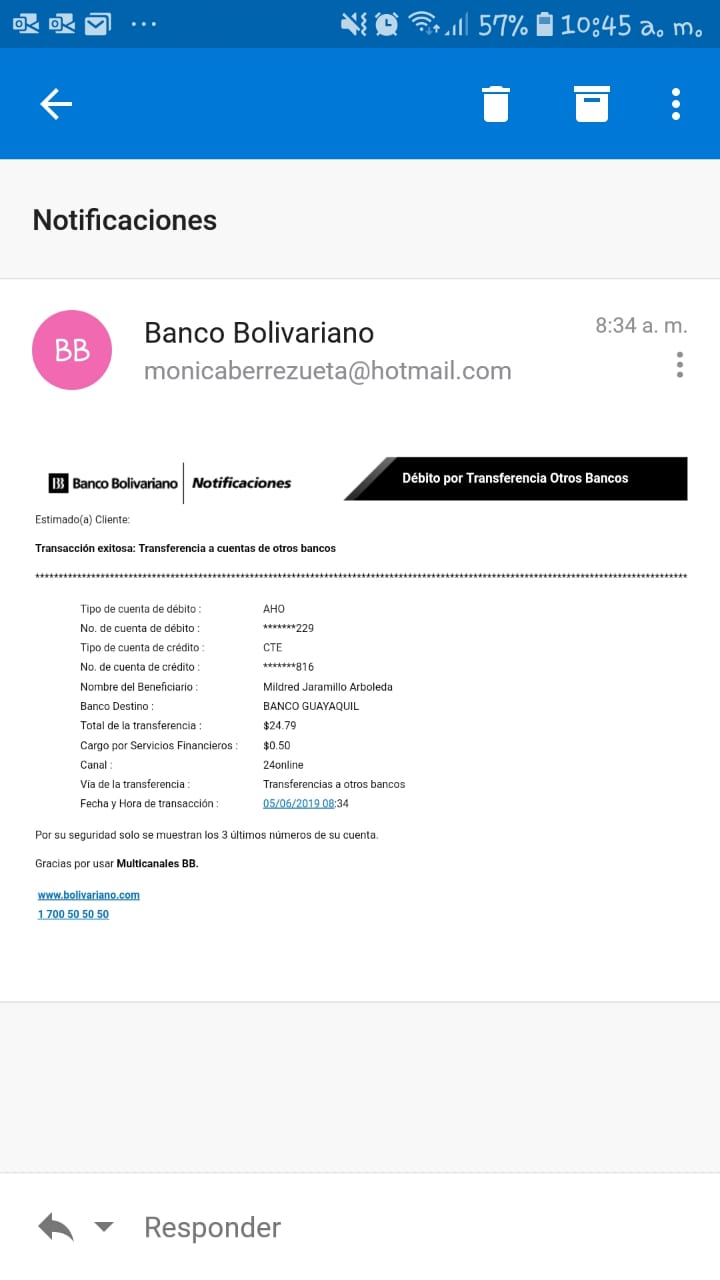 57% 10:45 a. m.
Notificaciones
BB
Banco Bolivariano
8:34 a. m.
monicaberrezueta@hotmail.com
Banco Bolivariano Notificaciones
Débito por Transferencia Otros Bancos
Estimado(a) Cliente:
Transacción exitosa: Transferencia a cuentas de otros bancos
Tipo de cuenta de débito : AHO
No. de cuenta de débito : *******229
Tipo de cuenta de crédito : CTE
No. de cuenta de crédito : *******816
Nombre del Beneficiario : Mildred Jaramillo Arboleda
Banco Destino : BANCO GUAYAQUIL
Total de la transferencia : $24.79
Cargo por Servicios Financieros : $0.50
Canal : 24online
Vía de la transferencia : Transferencias a otros bancos
Fecha y Hora de transacción : 05/06/2019 08:34
Por su seguridad solo se muestran los 3 últimos números de su cuenta.
Gracias por usar Multicanales BB.
www.bolivariano.com
1 700 50 50 50
Responder